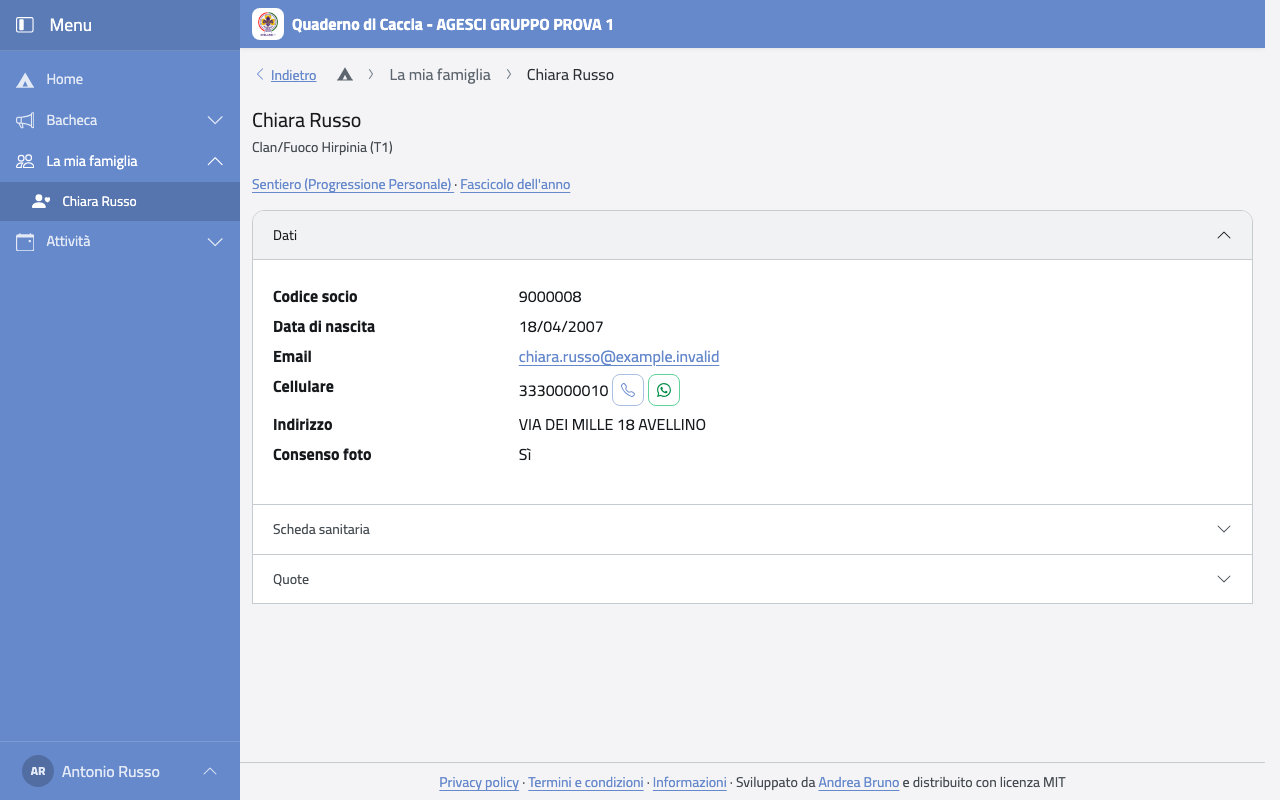 Menu
Home
Bacheca
La mia famiglia
Chiara Russo
Attività
AR Antonio Russo
Quaderno di Caccia - AGESCI GRUPPO PROVA 1
Indietro La mia famiglia Chiara Russo
Chiara Russo
Clan/Fuoco Hirpinia (T1)
Sentiero (Progressione Personale) · Fascicolo dell'anno
Dati
Codice socio 9000008
Data di nascita 18/04/2007
Email chiara.russo@example.invalid
Cellulare 3330000010
Indirizzo VIA DEI MILLE 18 AVELLINO
Consenso foto Sì
Scheda sanitaria
Quote
Privacy policy · Termini e condizioni · Informazioni · Sviluppato da Andrea Bruno e distribuito con licenza MIT